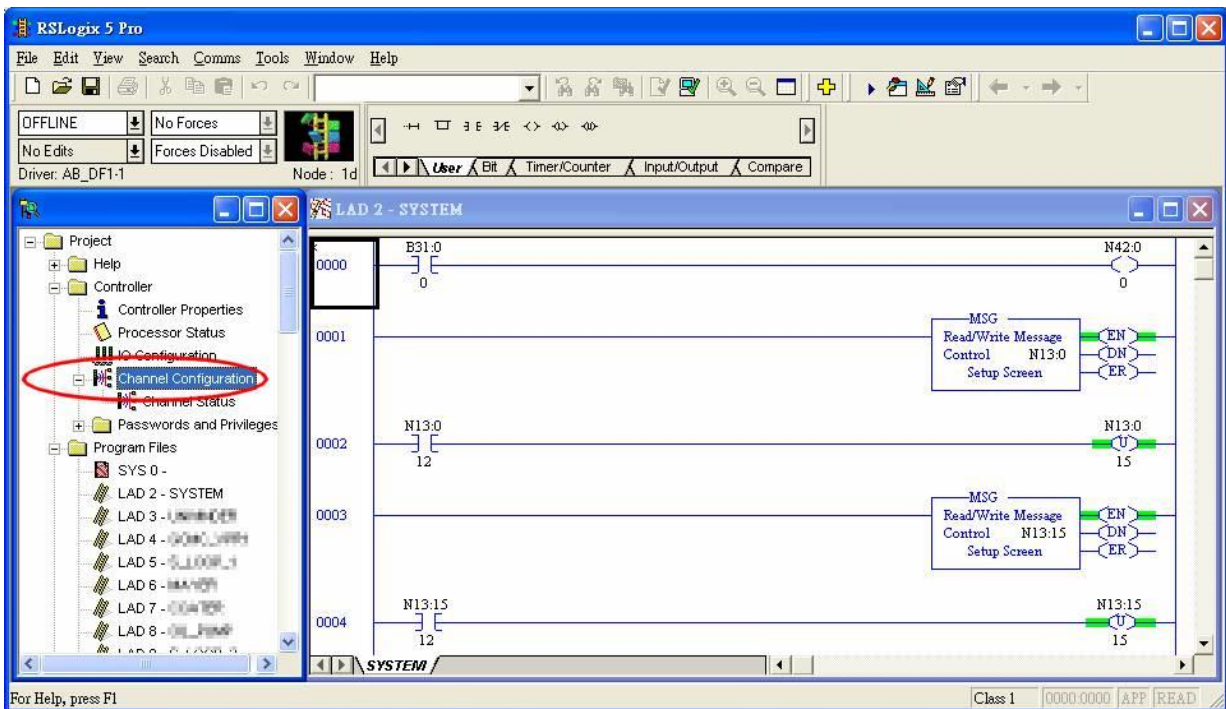 RSLogix 5 Pro
File Edit View Search Comms Tools Window Help
OFFLINE No Forces
No Edits Forces Disabled
Driver: AB_DF1-1 Node : 1d
User Bit Timer/Counter Input/Output Compare
LAD 2 - SYSTEM
Project
Help
Controller
Controller Properties
Processor Status
IO Configuration
Channel Configuration
Channel Status
Passwords and Privileges
Program Files
SYS 0 -
LAD 2 - SYSTEM
LAD 3 -
LAD 4 -
LAD 5 -
LAD 6 -
LAD 7 -
LAD 8 -
B31:0 N42:0
0000
0 0
MSG
0001 Read/Write Message EN
Control N13:0 DN
Setup Screen ER
N13:0 N13:0
0002 U
12 15
MSG
0003 Read/Write Message EN
Control N13:15 DN
Setup Screen ER
N13:15 N13:15
0004 U
12 15
SYSTEM
For Help, press F1 Class 1 0000:0000 APP READ